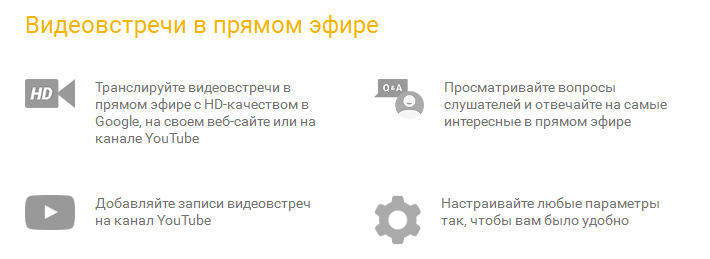 Видеовстречи в прямом эфире
HD
Транслируйте видеовстречи в
прямом эфире с HD-качеством в
Google, на своем веб-сайте или на
канале YouTube
Q&A
Просматривайте вопросы
слушателей и отвечайте на самые
интересные в прямом эфире
Добавляйте записи видеовстреч
на канал YouTube
Настраивайте любые параметры
так, чтобы вам было удобно